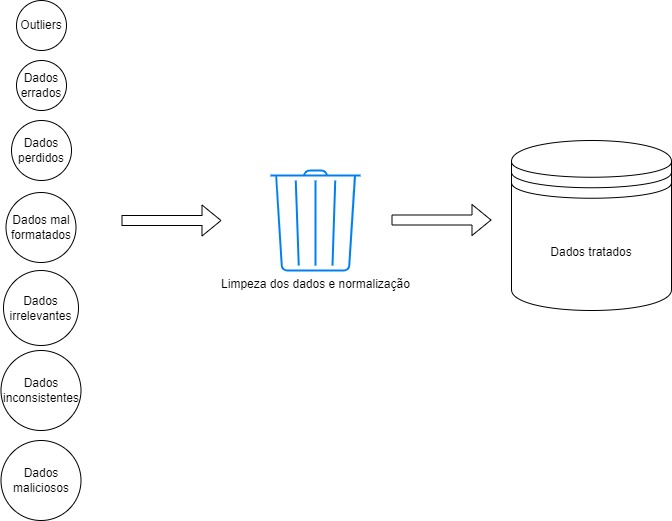 Outliers
Dados
errados
Dados
perdidos
Dados mal
formatados
Dados
irrelevantes
Dados
inconsistentes
Dados
maliciosos
Limpeza dos dados e normalização
Dados tratados